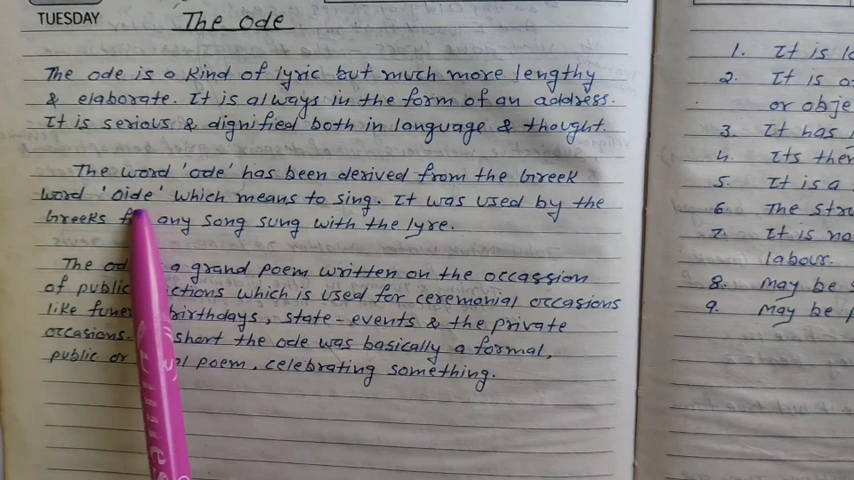 TUESDAY
The Ode
The ode is a kind of lyric but much more lengthy
& elaborate. It is always in the form of an address.
It is serious & dignified both in language & thought.
The word 'ode' has been derived from the Greek
word 'oide' which means to sing. It was used by the
Greeks any song sung with the lyre.
The a grand poem written on the occassion
of public which is used for ceremonial occasions
like birthdays, state-events & the private
occasions. short the ode was basically a formal,
public or poem, celebrating something.
1. It is
2. It is
or
3. It has
4. Its
5. It is a
6. The
7. It is
labour.
8. may be
9. may be